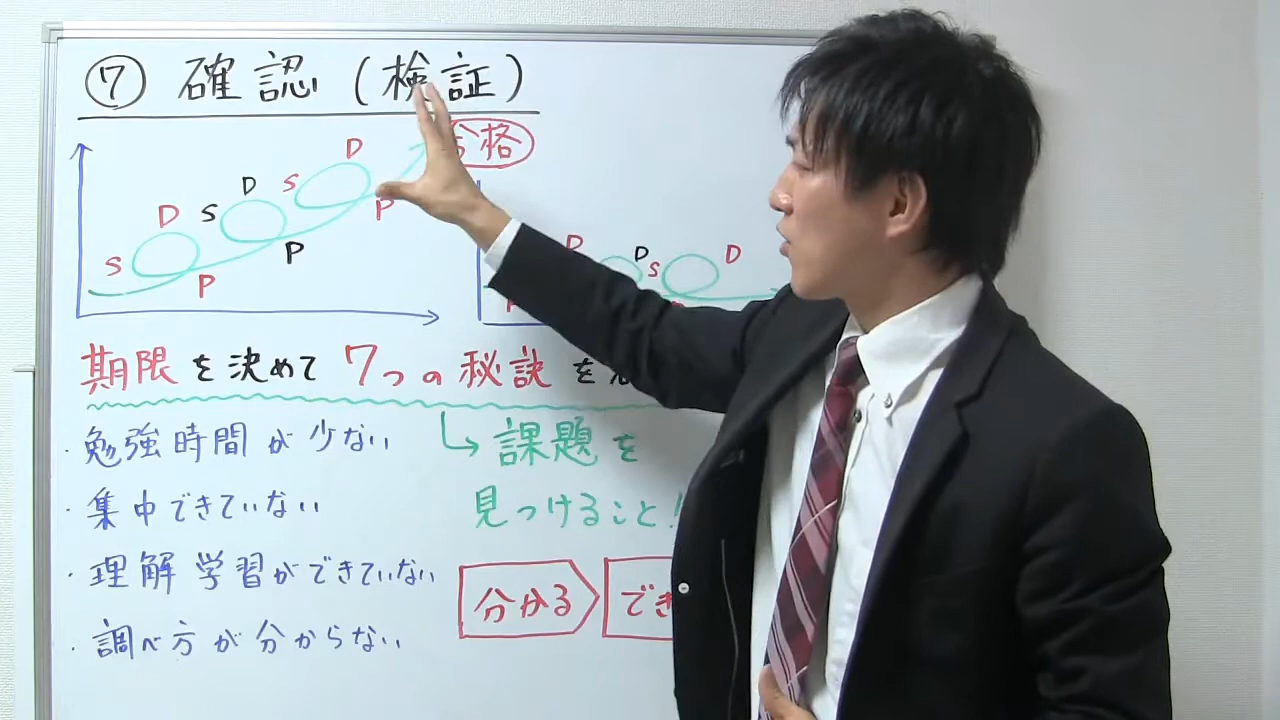 ⑦ 確認(検証)
合格
D
S
P
D
S
P
D
S
P
D
D
S
D
期限を決めて7つの秘訣を
・勉強時間が少ない
↳課題を
・集中できていない
見つけること!
・理解学習ができていない
分かる
でき
・調べ方が分からない